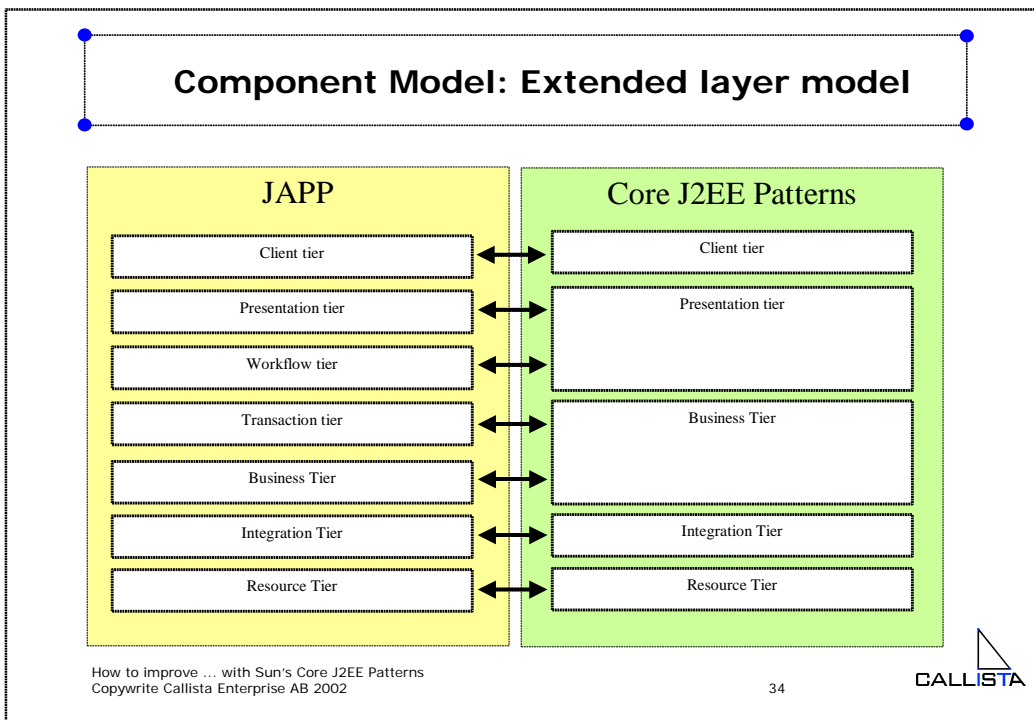 Component Model: Extended layer model
JAPP
Client tier
Presentation tier
Workflow tier
Transaction tier
Business Tier
Integration Tier
Resource Tier
Core J2EE Patterns
Client tier
Presentation tier
Business Tier
Integration Tier
Resource Tier
How to improve ... with Sun's Core J2EE Patterns
Copywrite Callista Enterprise AB 2002
34
CALLISTA